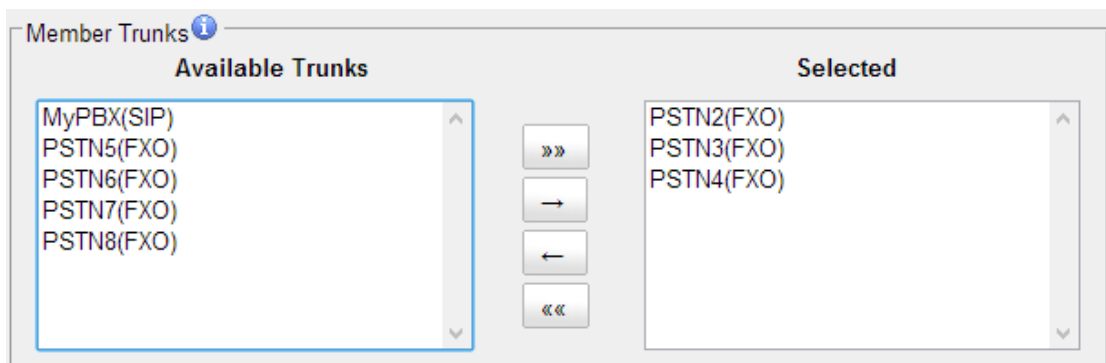 Member Trunks
Available Trunks
MyPBX(SIP)
PSTN5(FXO)
PSTN6(FXO)
PSTN7(FXO)
PSTN8(FXO)
»»
→
←
««
Selected
PSTN2(FXO)
PSTN3(FXO)
PSTN4(FXO)